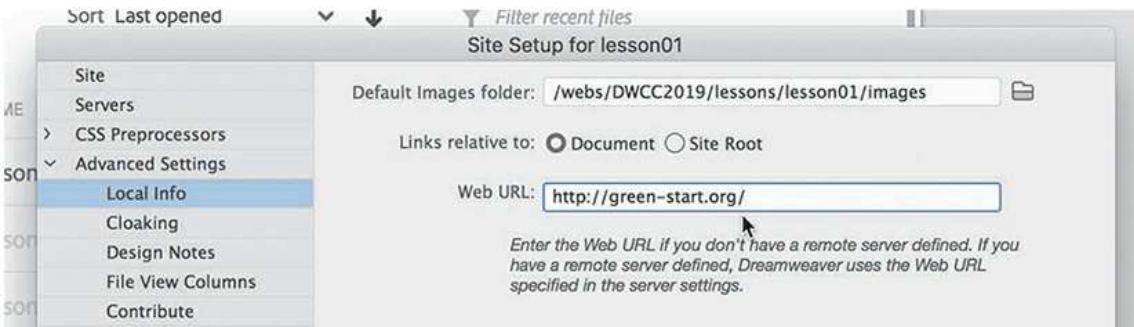 Sort Last opened
Filter recent files
Site Setup for lesson01
Site
Servers
CSS Preprocessors
Advanced Settings
Local Info
Cloaking
Design Notes
File View Columns
Contribute
Default Images folder: /webs/DWCC2019/lessons/lesson01/images
Links relative to: Document Site Root
Web URL: http://green-start.org/
Enter the Web URL if you don't have a remote server defined. If you
have a remote server defined, Dreamweaver uses the Web URL
specified in the server settings.